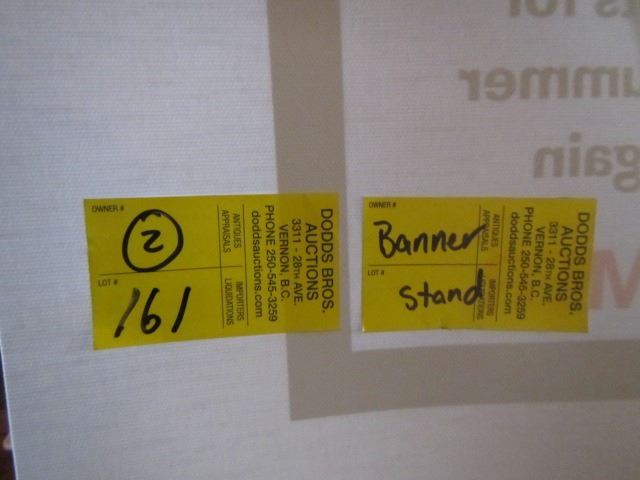 OWNER #
2
LOT #
161
ANTIQUES
APPRAISALS
IMPORTERS
LIQUIDATIONS
DODDS BROS.
AUCTIONS
3311 - 28TH AVE.
VERNON, B.C.
PHONE 250-545-3259
doddsauctions.com
OWNER #
Banner
LOT #
Stand
ANTIQUES
APPRAISALS
IMPORTERS
LIQUIDATIONS
DODDS BROS.
AUCTIONS
3311 - 28TH AVE.
VERNON, B.C.
PHONE 250-545-3259
doddsauctions.com
for